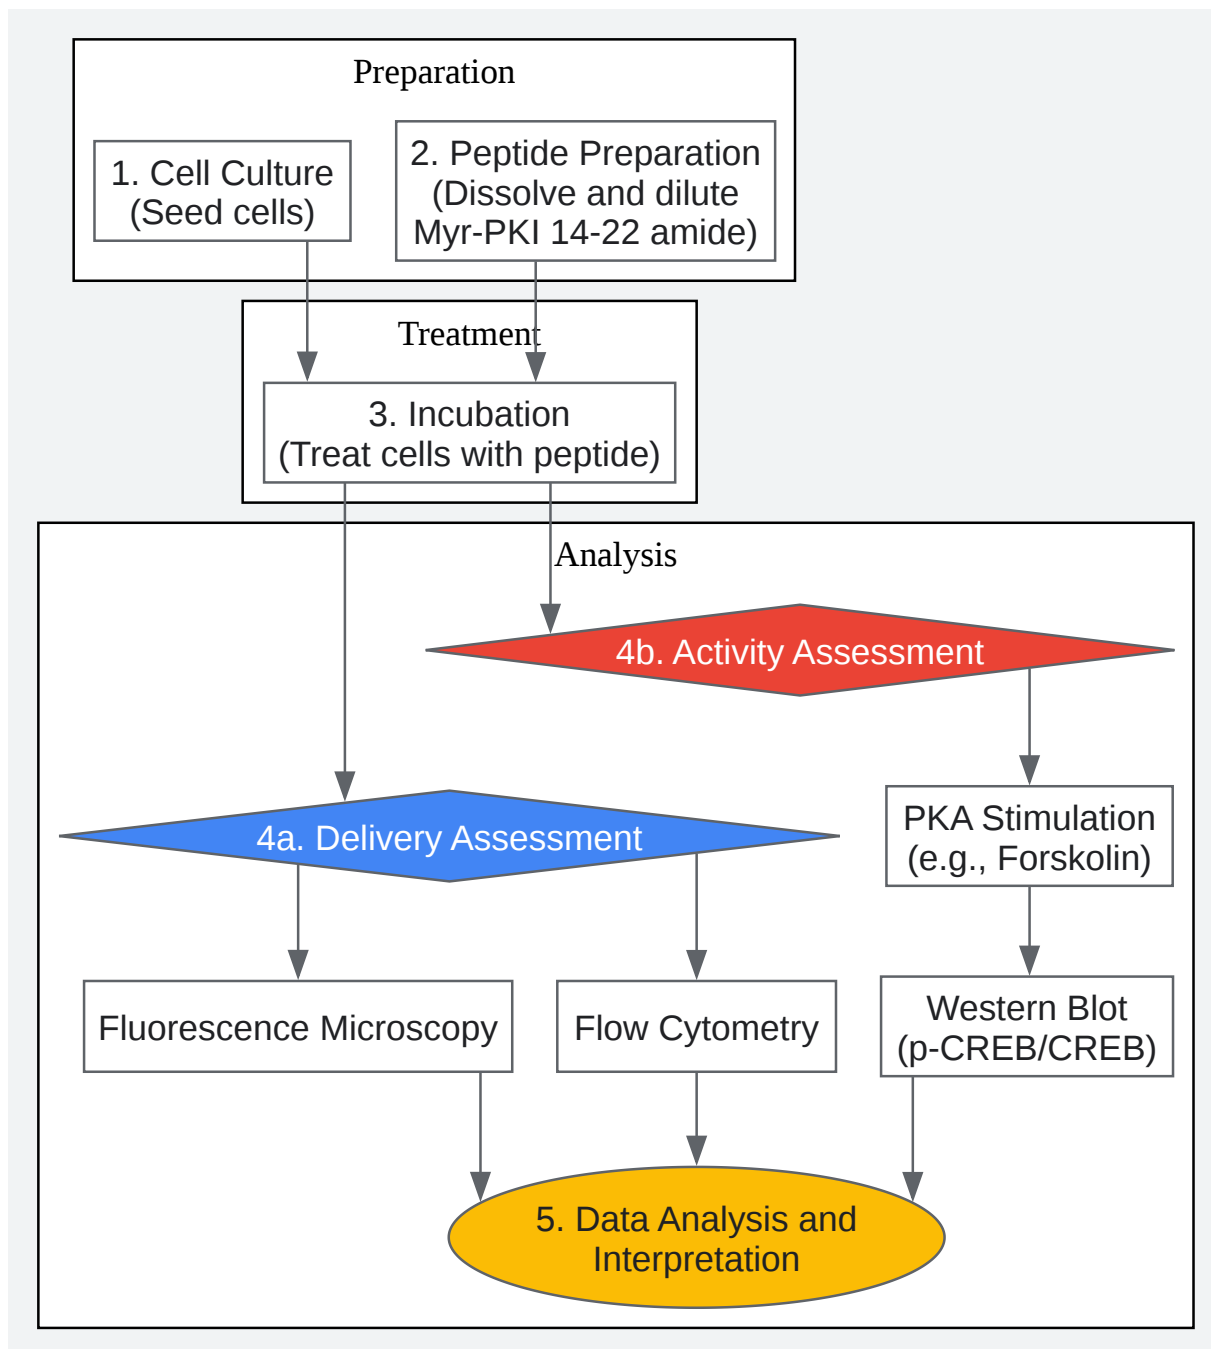 Preparation
1. Cell Culture
(Seed cells)
2. Peptide Preparation
(Dissolve and dilute
Myr-PKI 14-22 amide)
Treatment
3. Incubation
(Treat cells with peptide)
Analysis
4b. Activity Assessment
PKA Stimulation
(e.g., Forskolin)
4a. Delivery Assessment
Fluorescence Microscopy
Flow Cytometry
Western Blot
(p-CREB/CREB)
5. Data Analysis and
Interpretation